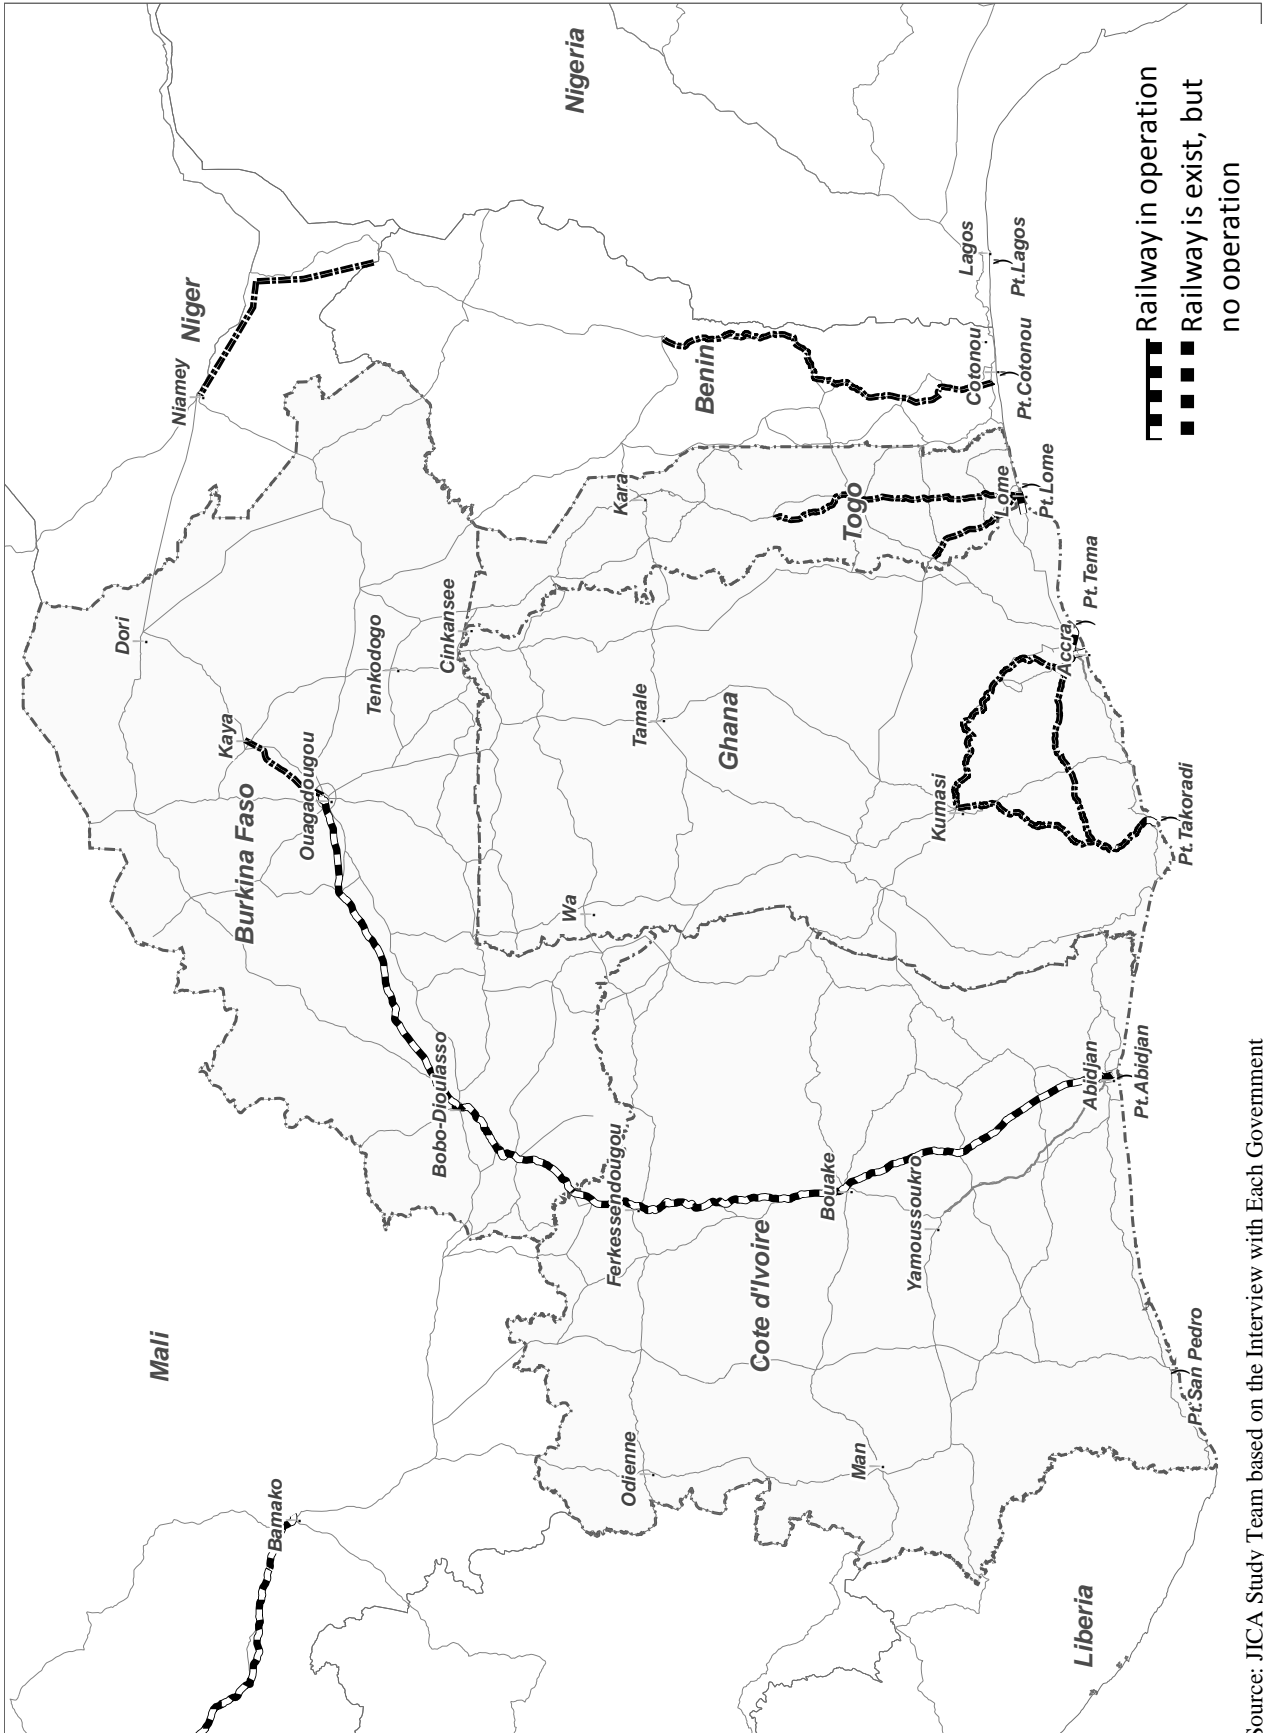 Mali
Niger
Nigeria
Niamey
Dori
Kaya
Burkina Faso
Ouagadougou
Tenkodogo
Cinkansee
Bamako
Bobo-Dioulasso
Benin
Kara
Wa
Tamale
Ghana
Togo
Odienne
Ferkessendougou
Cote d'Ivoire
Bouake
Man
Yamoussoukro
Kumasi
Lome
Pt.Lome
Cotonou
Pt.Cotonou
Lagos
Pt.Lagos
Accra
Pt.Tema
Abidjan
Pt.Abidjan
Pt.Takoradi
Liberia
Pt.San Pedro
Railway in operation
Railway is exist, but
no operation
Source: JICA Study Team based on the Interview with Each Government